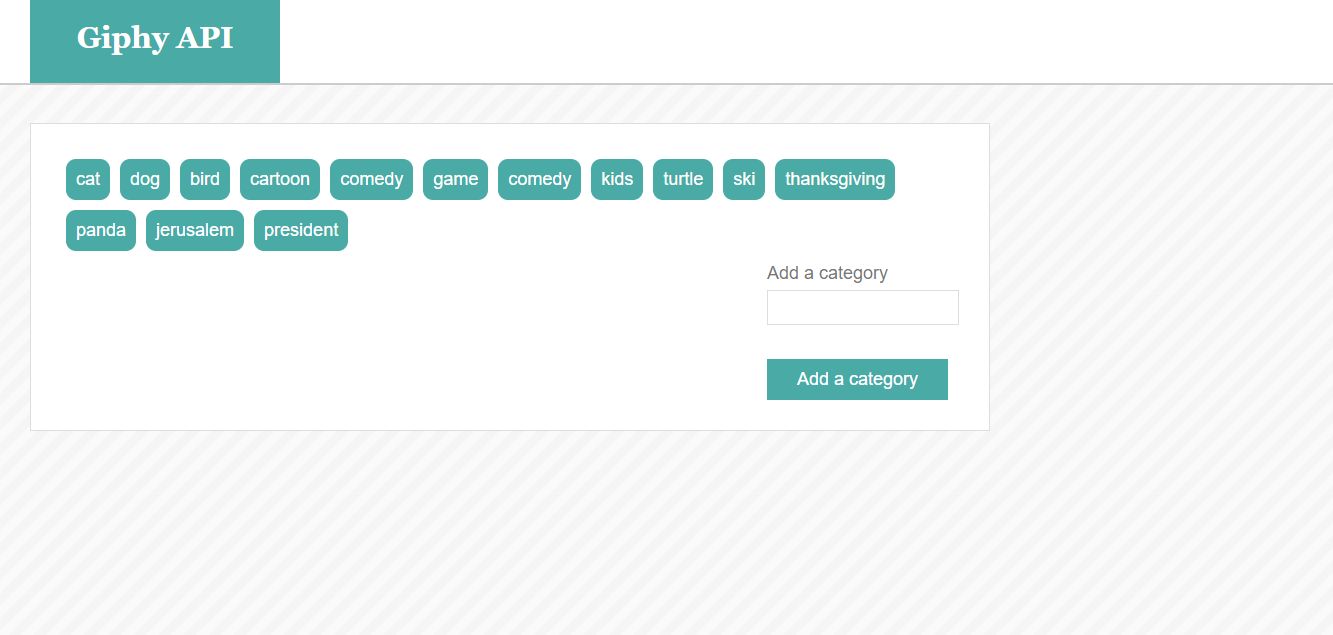 Giphy API
cat dog bird cartoon comedy game comedy kids turtle ski thanksgiving
panda jerusalem president
Add a category
Add a category